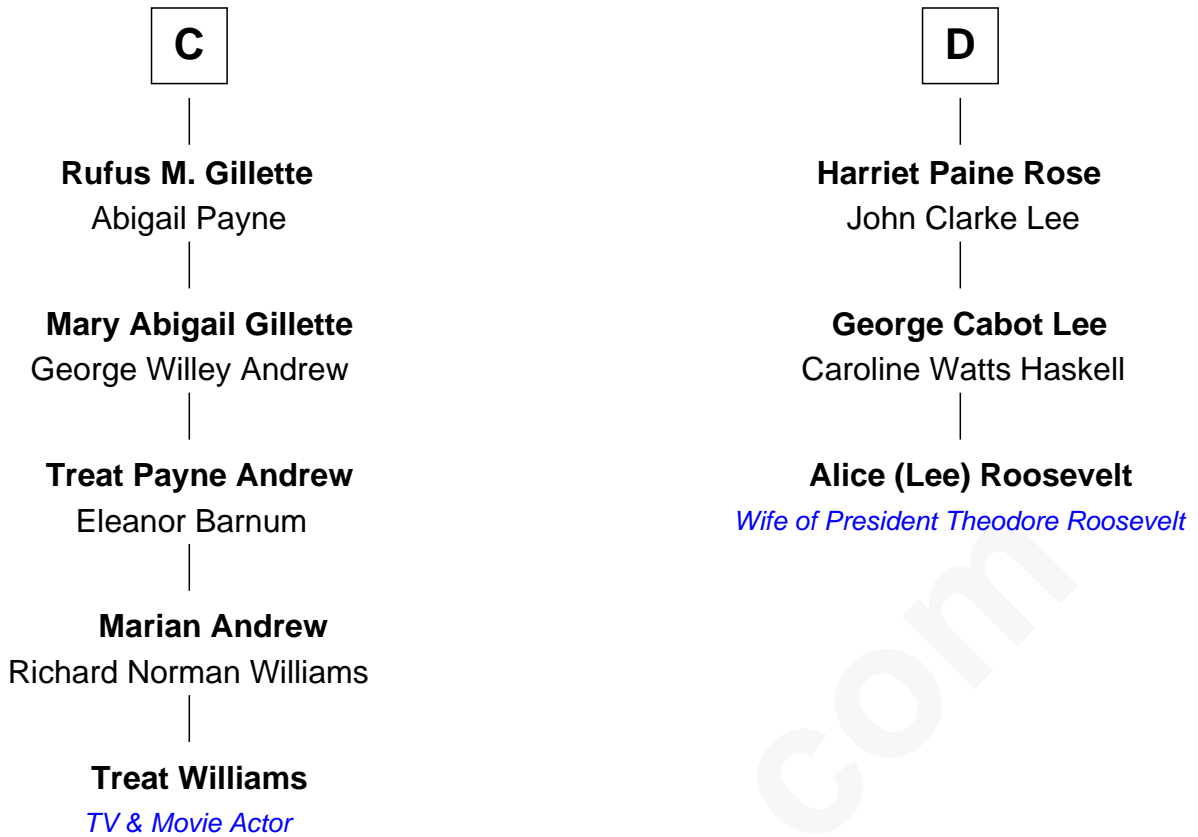 C
Rufus M. Gillette
Abigail Payne
Mary Abigail Gillette
George Willey Andrew
Treat Payne Andrew
Eleanor Barnum
Marian Andrew
Richard Norman Williams
Treat Williams
TV & Movie Actor
D
Harriet Paine Rose
John Clarke Lee
George Cabot Lee
Caroline Watts Haskell
Alice (Lee) Roosevelt
Wife of President Theodore Roosevelt
com